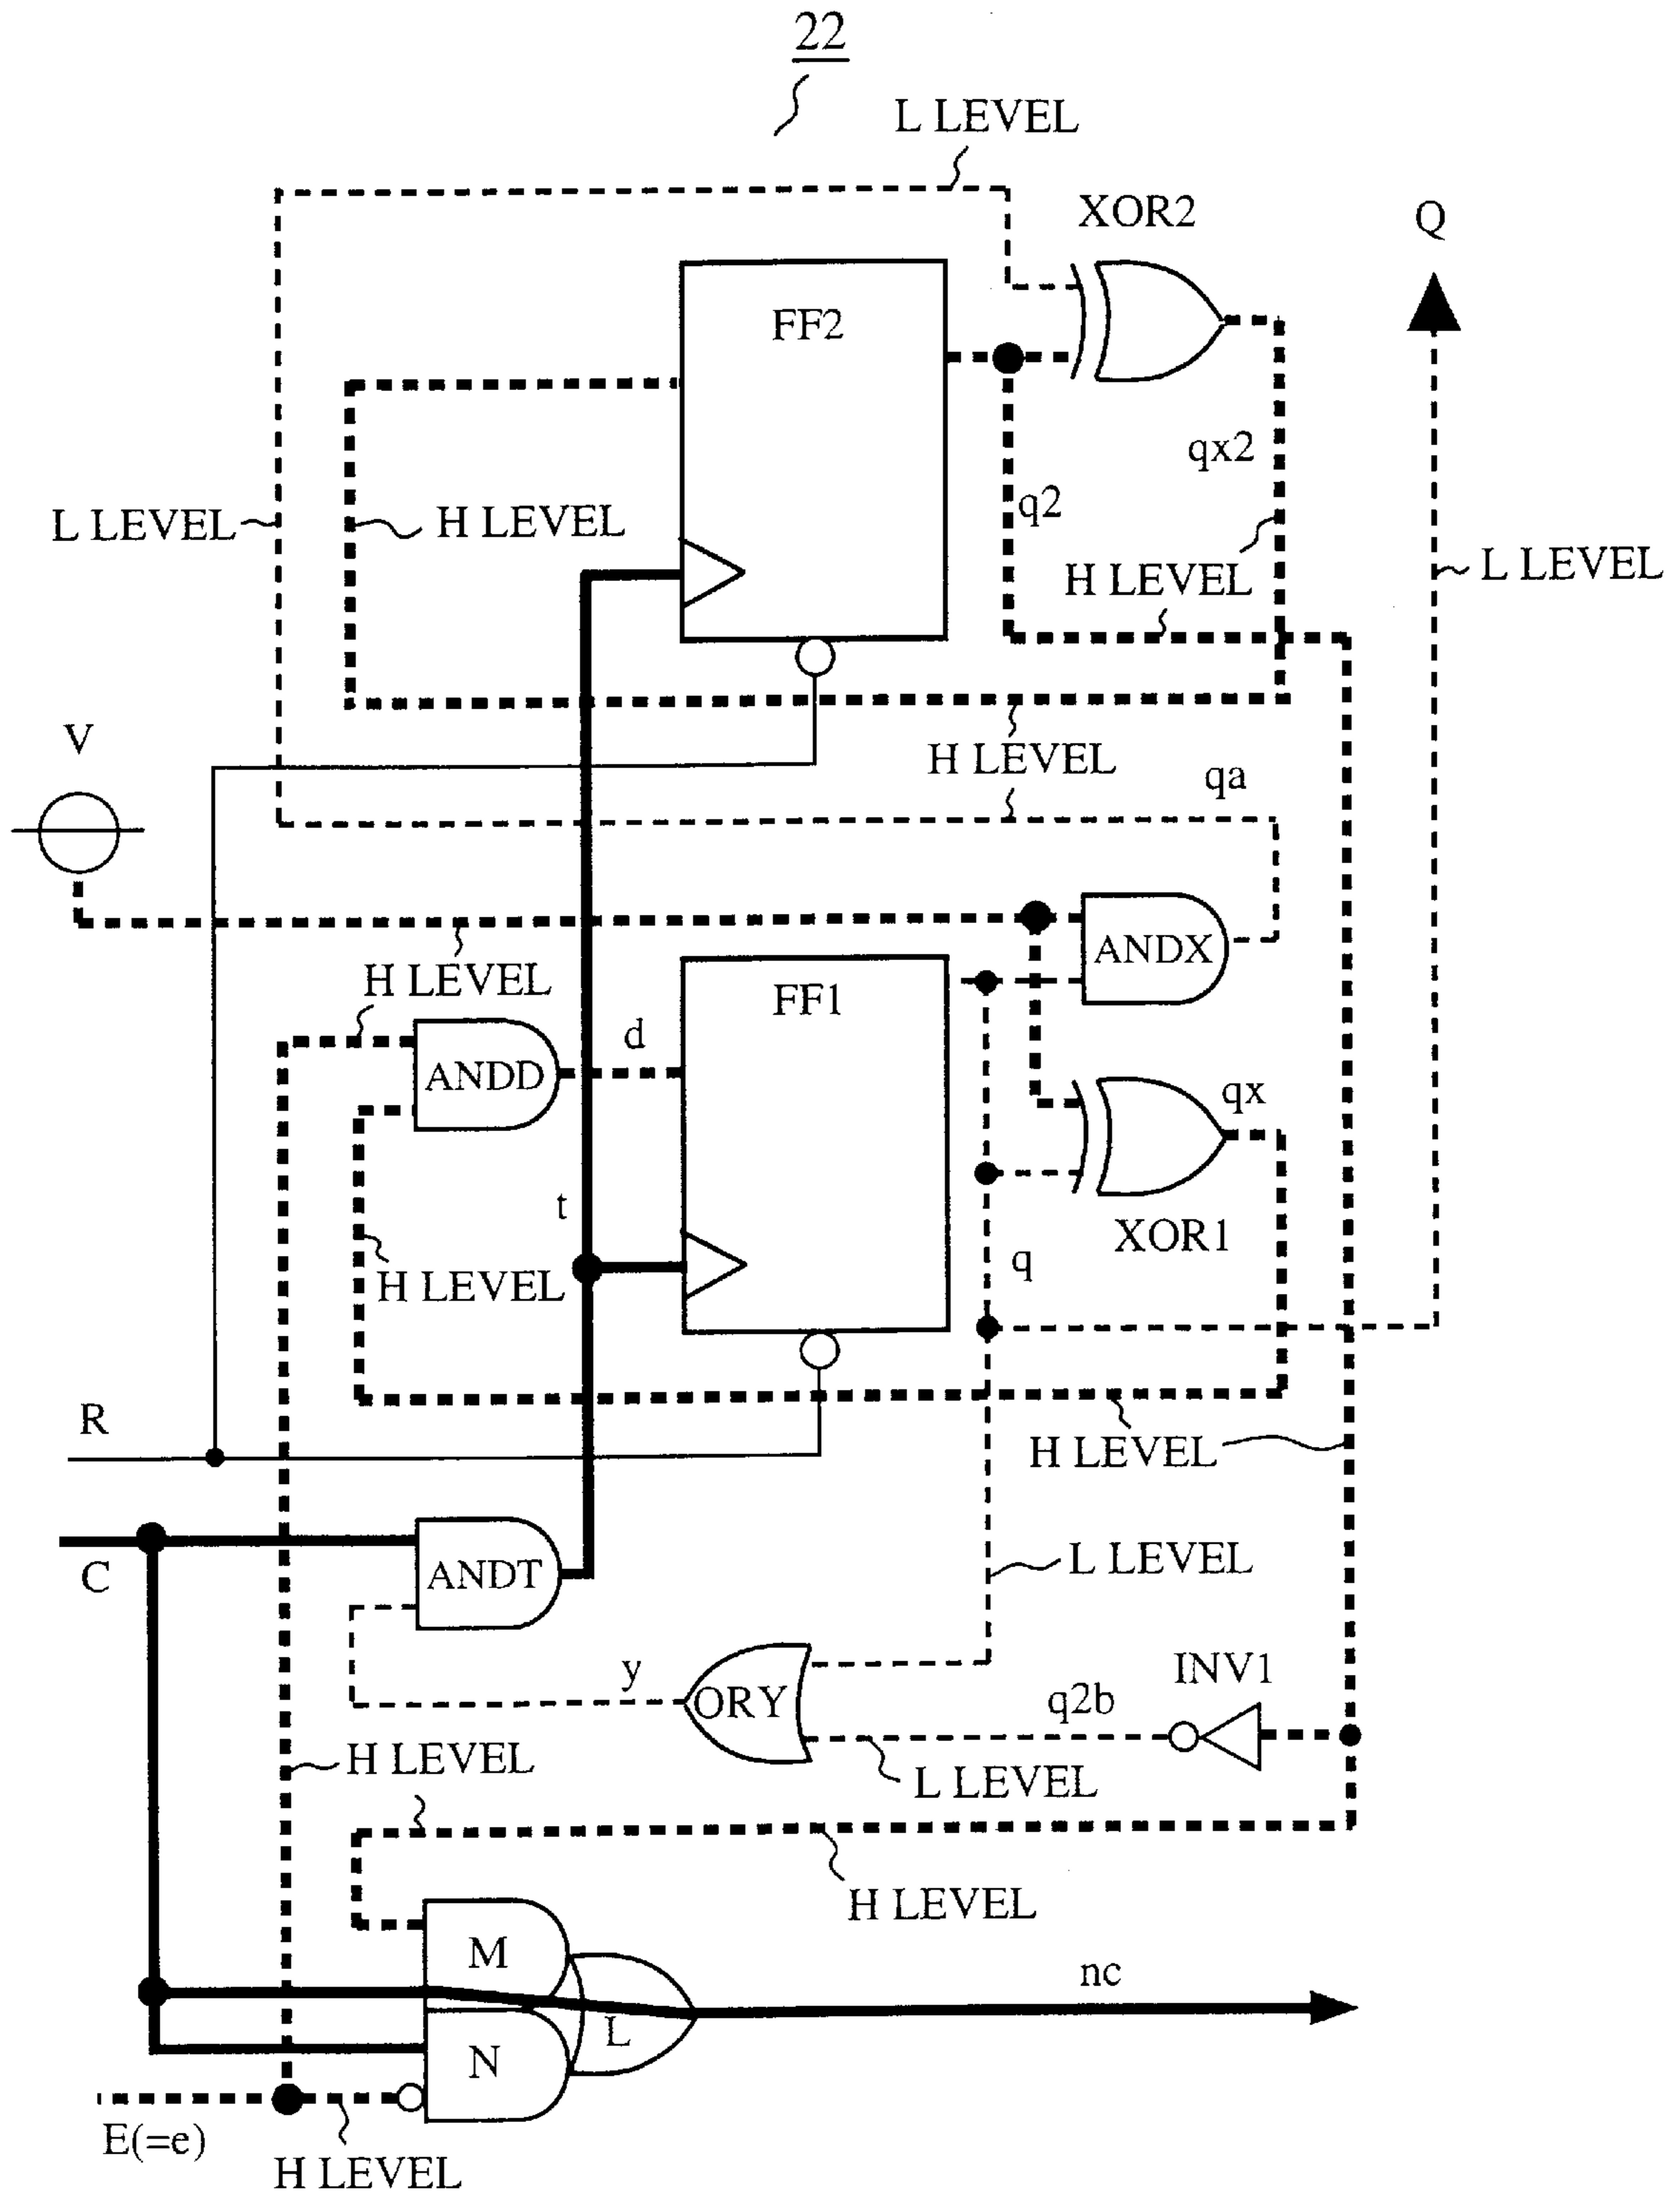 22
L LEVEL
XOR2
Q
FF2
qx2
q2
L LEVEL
H LEVEL
H LEVEL
L LEVEL
V
H LEVEL
qa
ANDX
H LEVEL
FF1
d
ANDD
qx
t
XOR1
q
H LEVEL
R
H LEVEL
C
ANDT
L LEVEL
y
INV1
ORY
q2b
H LEVEL
L LEVEL
H LEVEL
M
nc
L
N
E(=e)
H LEVEL